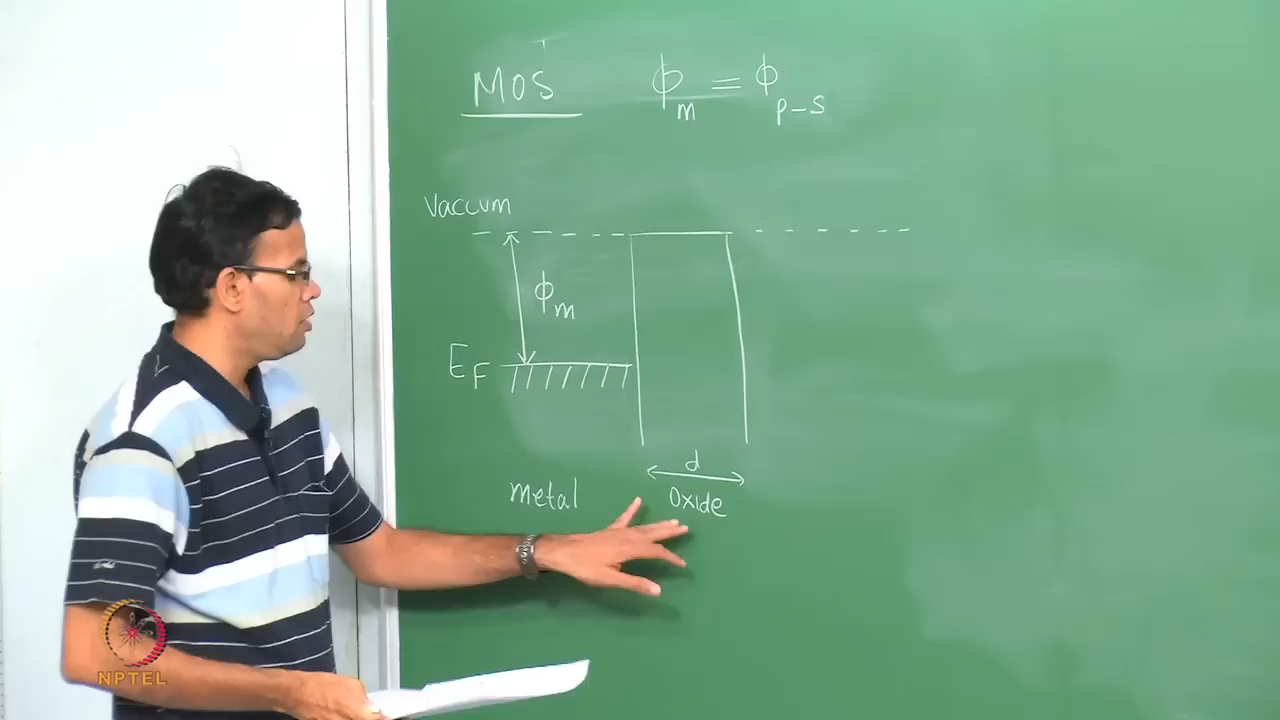 MOS ϕm = ϕp-s
Vaccum
ϕm
EF
d
metal Oxide
NPTEL